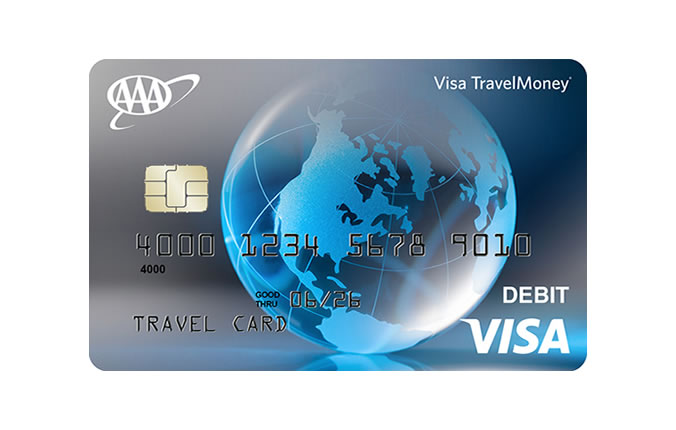 AAA
Visa TravelMoney®
4000 1234 5678 9010
4000
GOOD THRU 06/26
TRAVEL CARD
DEBIT
VISA